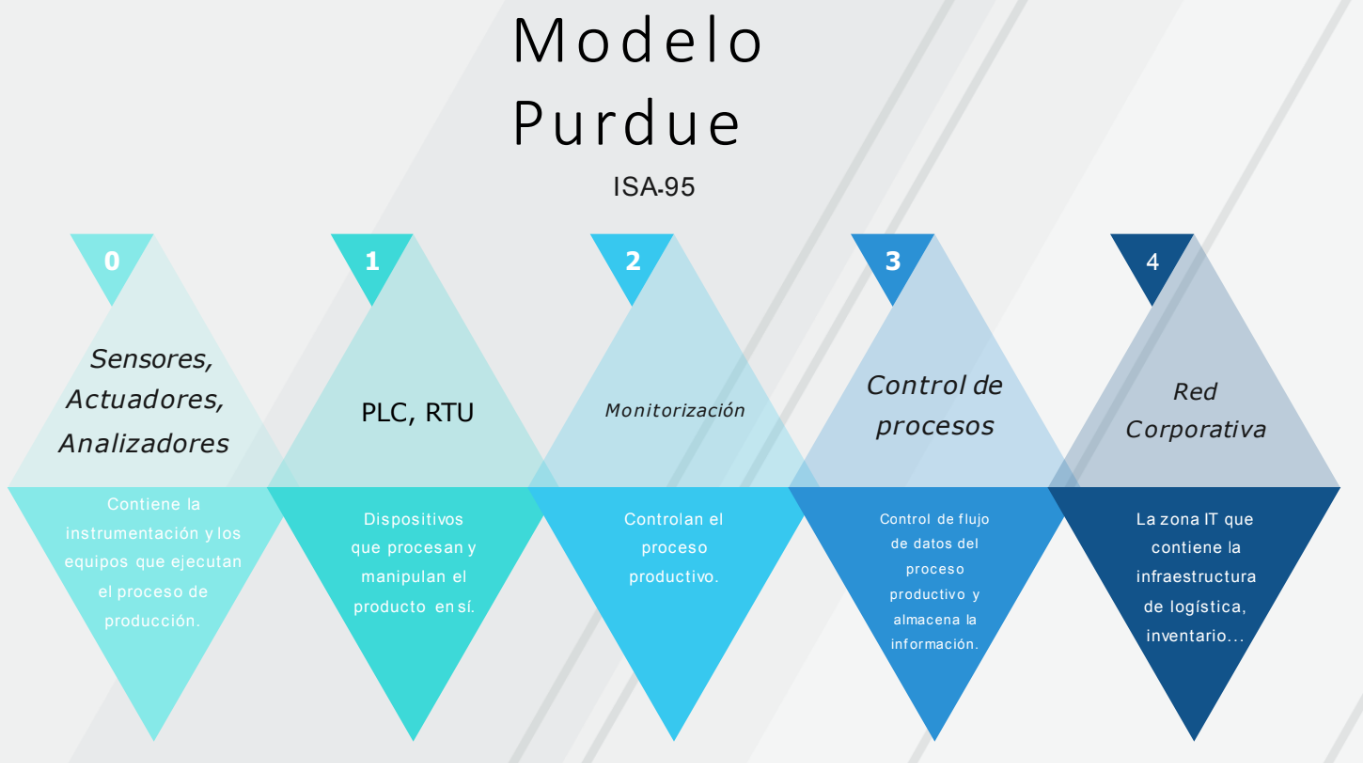 Modelo
Purdue
ISA-95
0
Sensores,
Actuadores,
Analizadores
Contiene la
instrumentación y los
equipos que ejecutan
el proceso de
producción.
1
PLC, RTU
Dispositivos
que procesan y
manipulan el
producto en sí.
2
Monitorización
Controlan el
proceso
productivo.
3
Control de
procesos
Control de flujo
de datos del
proceso
productivo y
almacena la
información.
4
Red
Corporativa
La zona IT que
contiene la
infraestructura
de logística,
inventario...